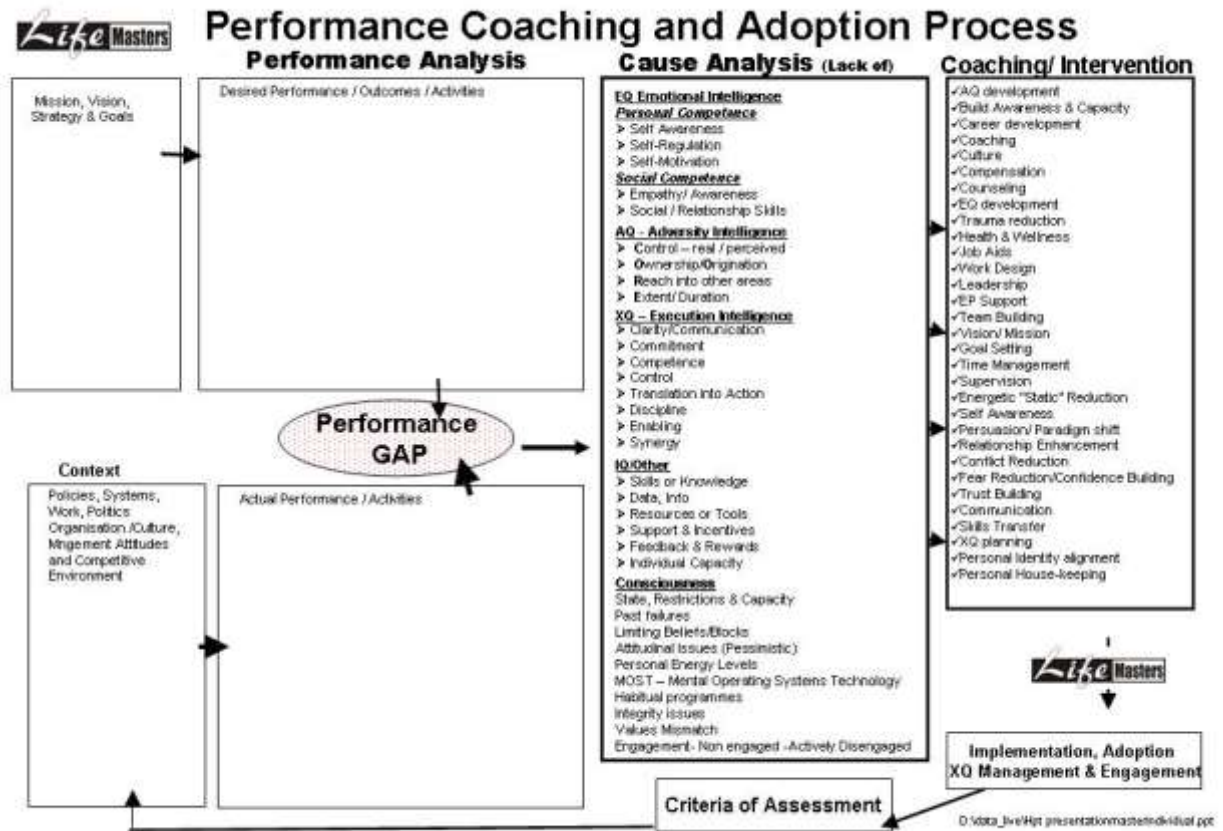 Life Masters
Performance Coaching and Adoption Process
Performance Analysis
Mission, Vision,
Strategy & Goals
Desired Performance / Outcomes / Activities
Performance
GAP
Context
Policies, Systems,
Work, Politics
Organisation /Culture,
Mngement Attitudes
and Competitive
Environment
Actual Performance / Activities
Cause Analysis (Lack of)
EQ Emotional Intelligence
Personal Competence
➤ Self Awareness
➤ Self-Regulation
➤ Self-Motivation
Social Competence
➤ Empathy/ Awareness
➤ Social / Relationship Skills
AQ - Adversity Intelligence
➤ Control – real / perceived
➤ Ownership/Origination
➤ Reach into other areas
➤ Extent/ Duration
XQ – Execution Intelligence
➤ Clarity/Communication
➤ Commitment
➤ Competence
➤ Control
➤ Translation into Action
➤ Discipline
➤ Enabling
➤ Synergy
IQ/Other
➤ Skills or Knowledge
➤ Data, Info
➤ Resources or Tools
➤ Support & Incentives
➤ Feedback & Rewards
➤ Individual Capacity
Consciousness
State, Restrictions & Capacity
Past failures
Limiting Beliefs/Blocks
Attitudinal Issues (Pessimistic)
Personal Energy Levels
MOST – Mental Operating Systems Technology
Habitual programmes
Integrity issues
Values Mismatch
Engagement- Non engaged -Actively Disengaged
Coaching/ Intervention
✓AQ development
✓Build Awareness & Capacity
✓Career development
✓Coaching
✓Culture
✓Compensation
✓Counseling
✓EQ development
✓Trauma reduction
✓Health & Wellness
✓Job Aids
✓Work Design
✓Leadership
✓EP Support
✓Team Building
✓Vision/ Mission
✓Goal Setting
✓Time Management
✓Supervision
✓Energetic "Static" Reduction
✓Self Awareness
✓Persuasion/ Paradigm shift
✓Relationship Enhancement
✓Conflict Reduction
✓Fear Reduction/Confidence Building
✓Trust Building
✓Communication
✓Skills Transfer
✓XQ planning
✓Personal Identity alignment
✓Personal House-keeping
Life Masters
Implementation, Adoption
XQ Management & Engagement
Criteria of Assessment